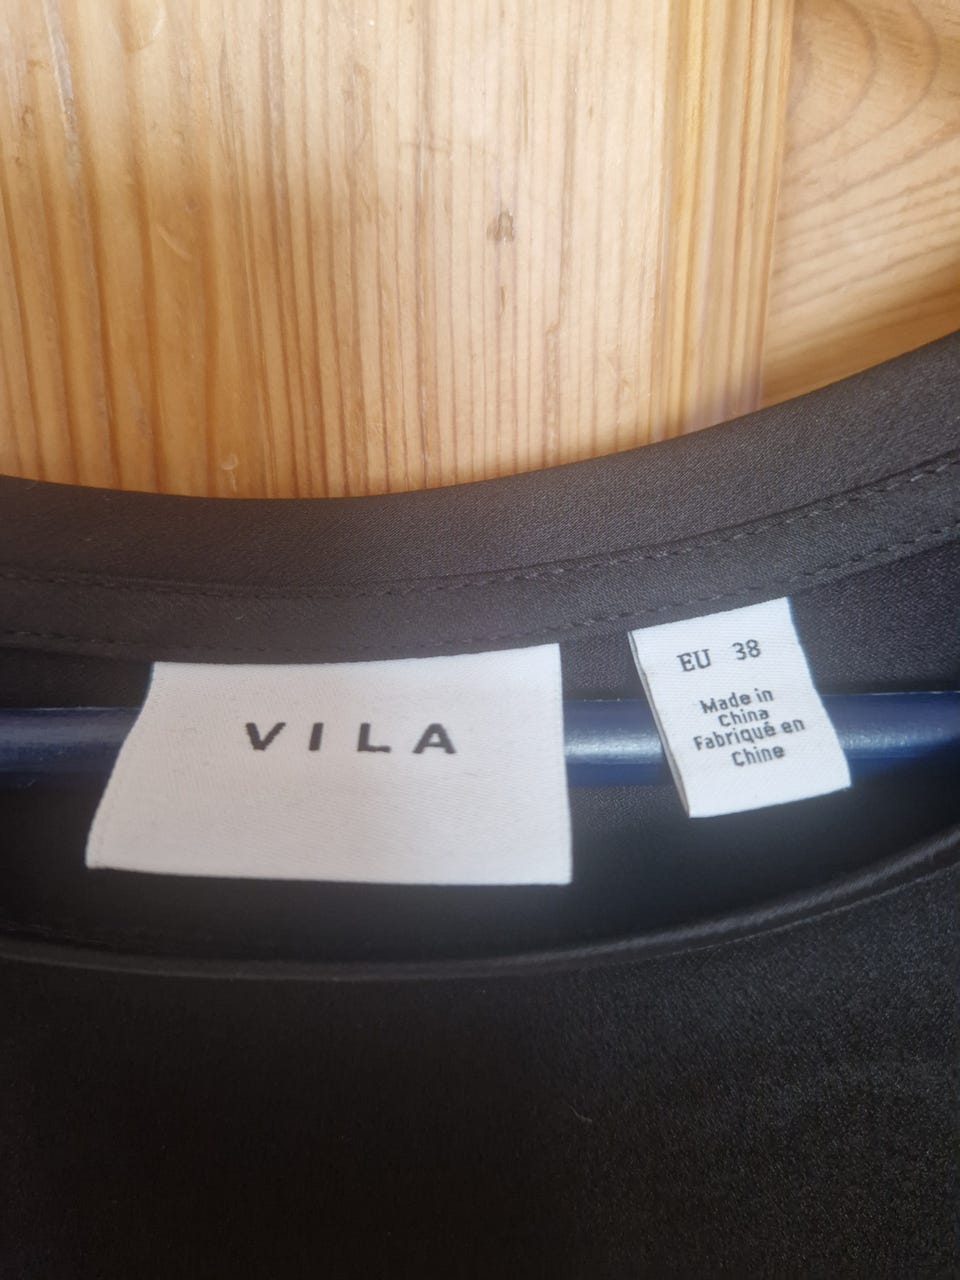 VILA
EU 38
Made in
China
Fabriqué en
Chine